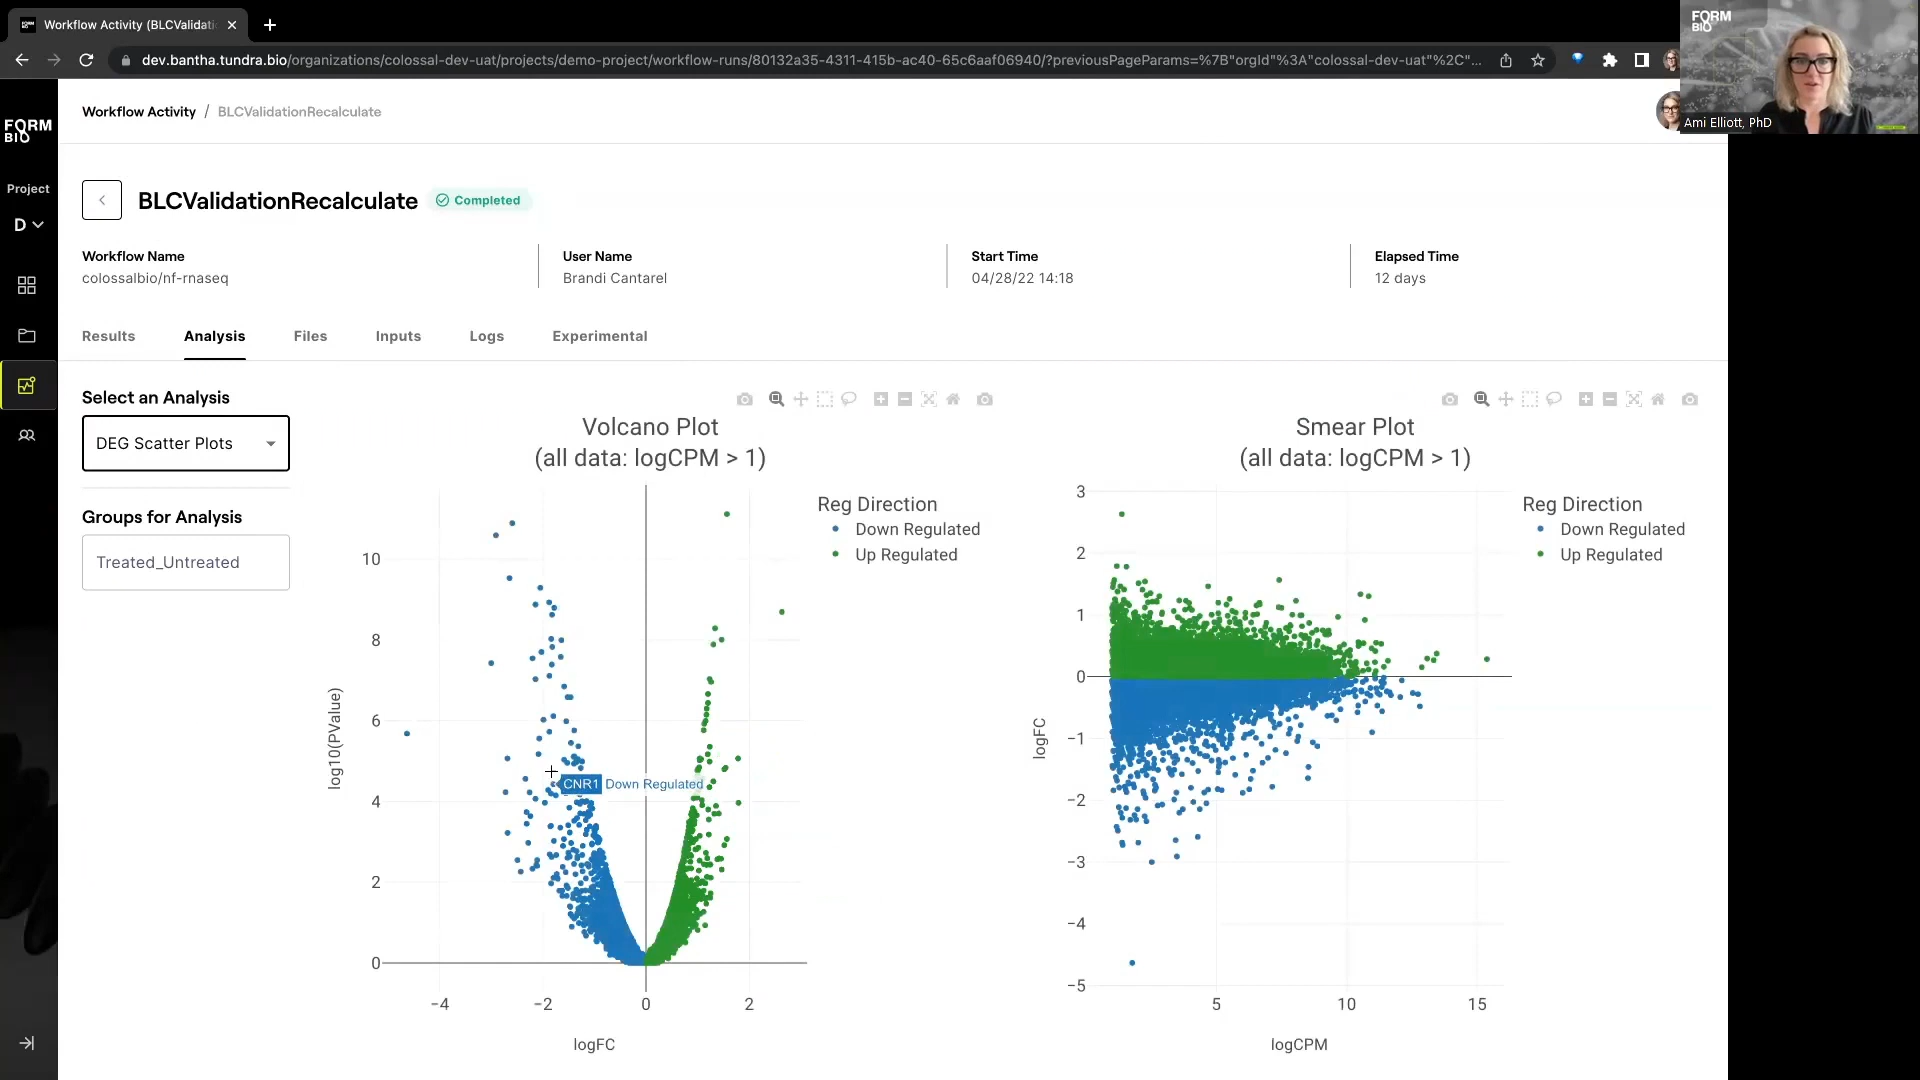 Workflow Activity (BLCValidati
dev.bantha.tundra.bio/organizations/colossal-dev-uat/projects/demo-project/workflow-runs/80132a35-4311-415b-ac40-65c6aaf06940/?previousPageParams=%7B"orgId"%3A"colossal-dev-uat"%2C"...
FORM
BIO
Ami Elliott, PhD
FORM
BIO
Project
D
Workflow Activity / BLCValidationRecalculate
BLCValidationRecalculate
Completed
Workflow Name
colossalbio/nf-rnaseq
User Name
Brandi Cantarel
Start Time
04/28/22 14:18
Elapsed Time
12 days
Results
Analysis
Files
Inputs
Logs
Experimental
Select an Analysis
DEG Scatter Plots
Groups for Analysis
Treated_Untreated
Volcano Plot
(all data: logCPM > 1)
Reg Direction
Down Regulated
Up Regulated
10
8
6
4
2
0
log10(PValue)
CNR1 Down Regulated
−4
−2
0
2
logFC
Smear Plot
(all data: logCPM > 1)
Reg Direction
Down Regulated
Up Regulated
3
2
1
0
−1
−2
−3
−4
−5
logFC
5
10
15
logCPM